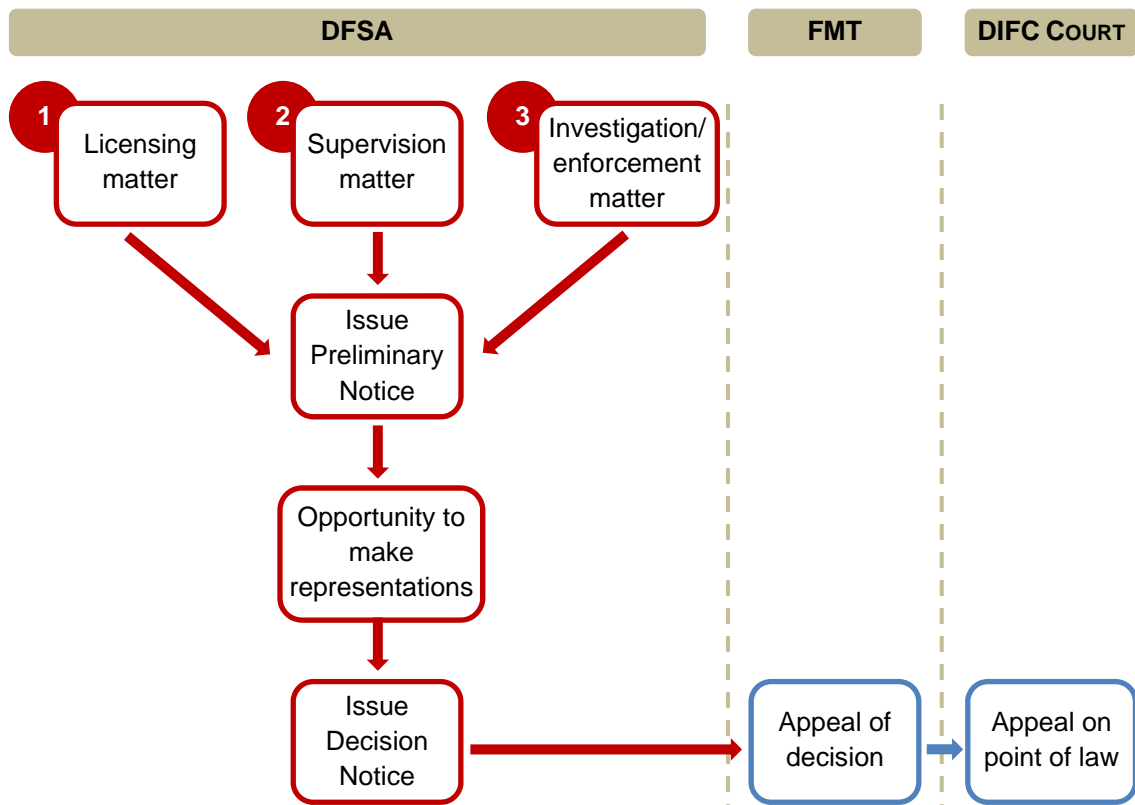 DFSA
FMT
DIFC COURT
1
Licensing
matter
2
Supervision
matter
3
Investigation/
enforcement
matter
Issue
Preliminary
Notice
Opportunity to
make
representations
Issue
Decision
Notice
Appeal of
decision
Appeal on
point of law